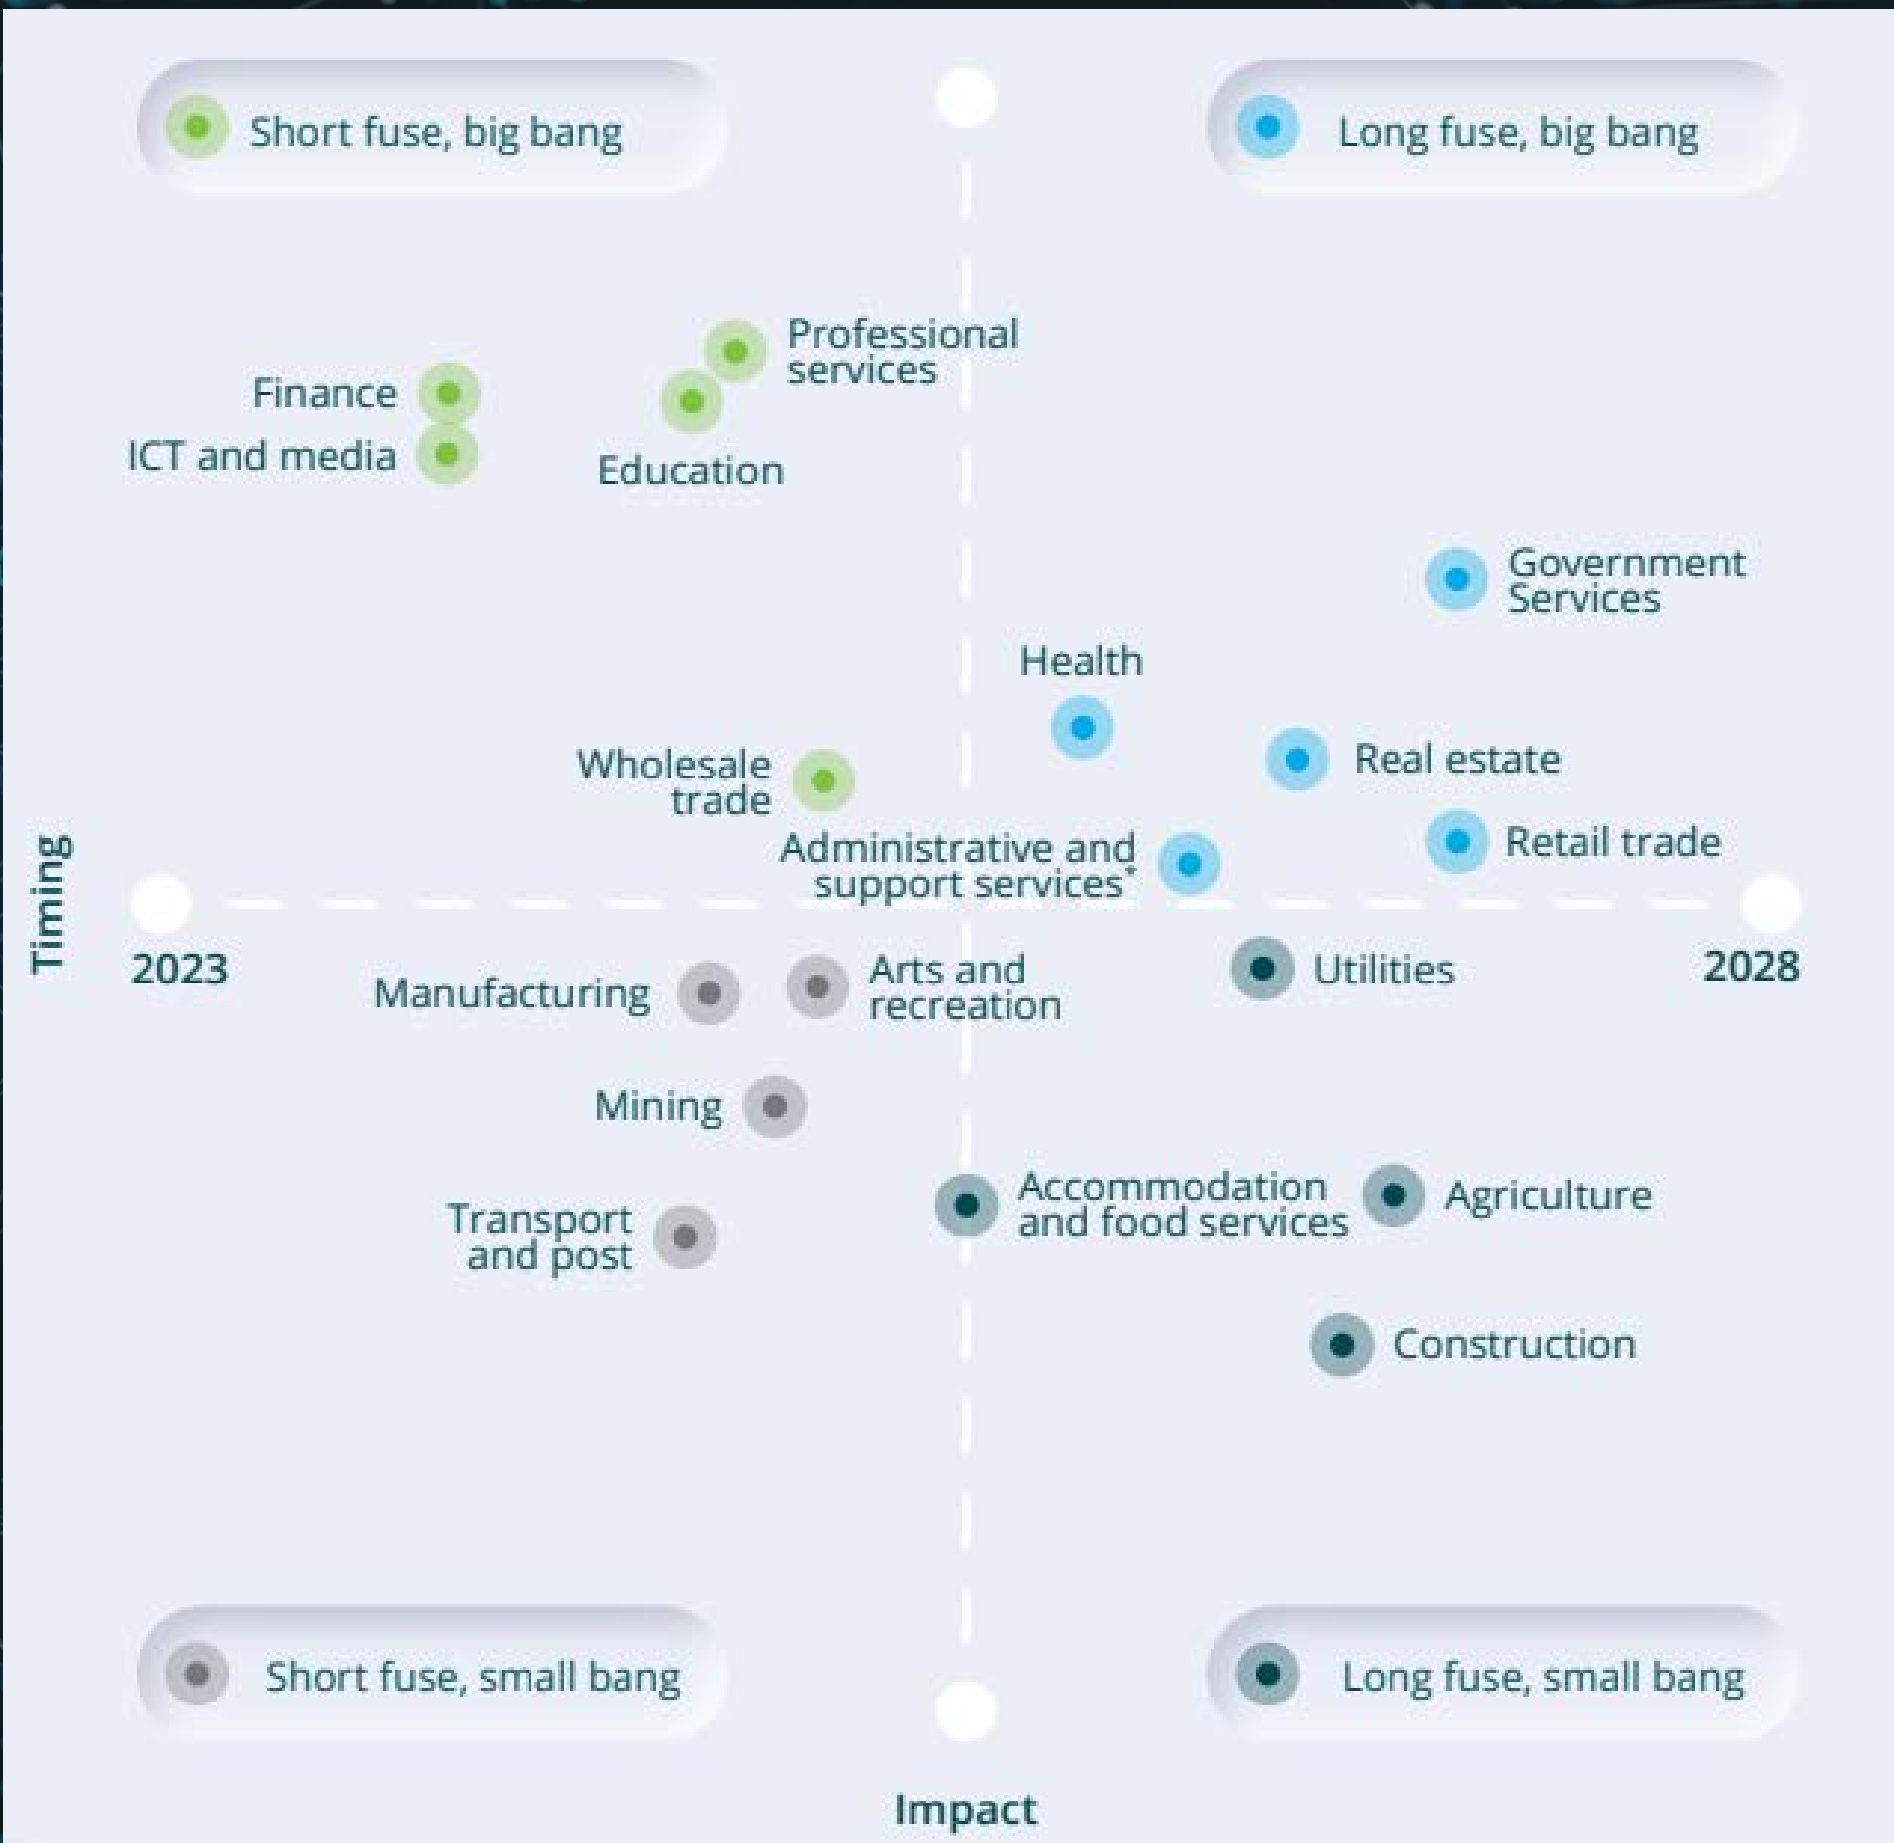 Short fuse, big bang
Long fuse, big bang
Professional
services
Finance
ICT and media
Education
Government
Services
Health
Wholesale
trade
Real estate
Administrative and
support services*
Retail trade
Timing
2023
2028
Manufacturing
Arts and
recreation
Utilities
Mining
Transport
and post
Accommodation
and food services
Agriculture
Construction
Short fuse, small bang
Long fuse, small bang
Impact